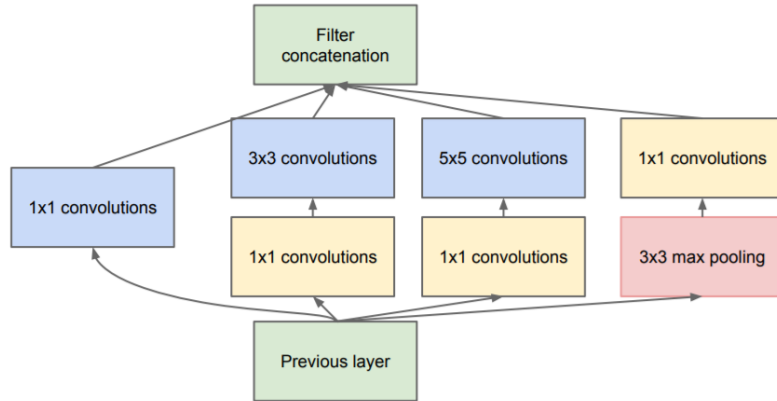 Filter
concatenation
3x3 convolutions
5x5 convolutions
1x1 convolutions
1x1 convolutions
1x1 convolutions
1x1 convolutions
3x3 max pooling
Previous layer